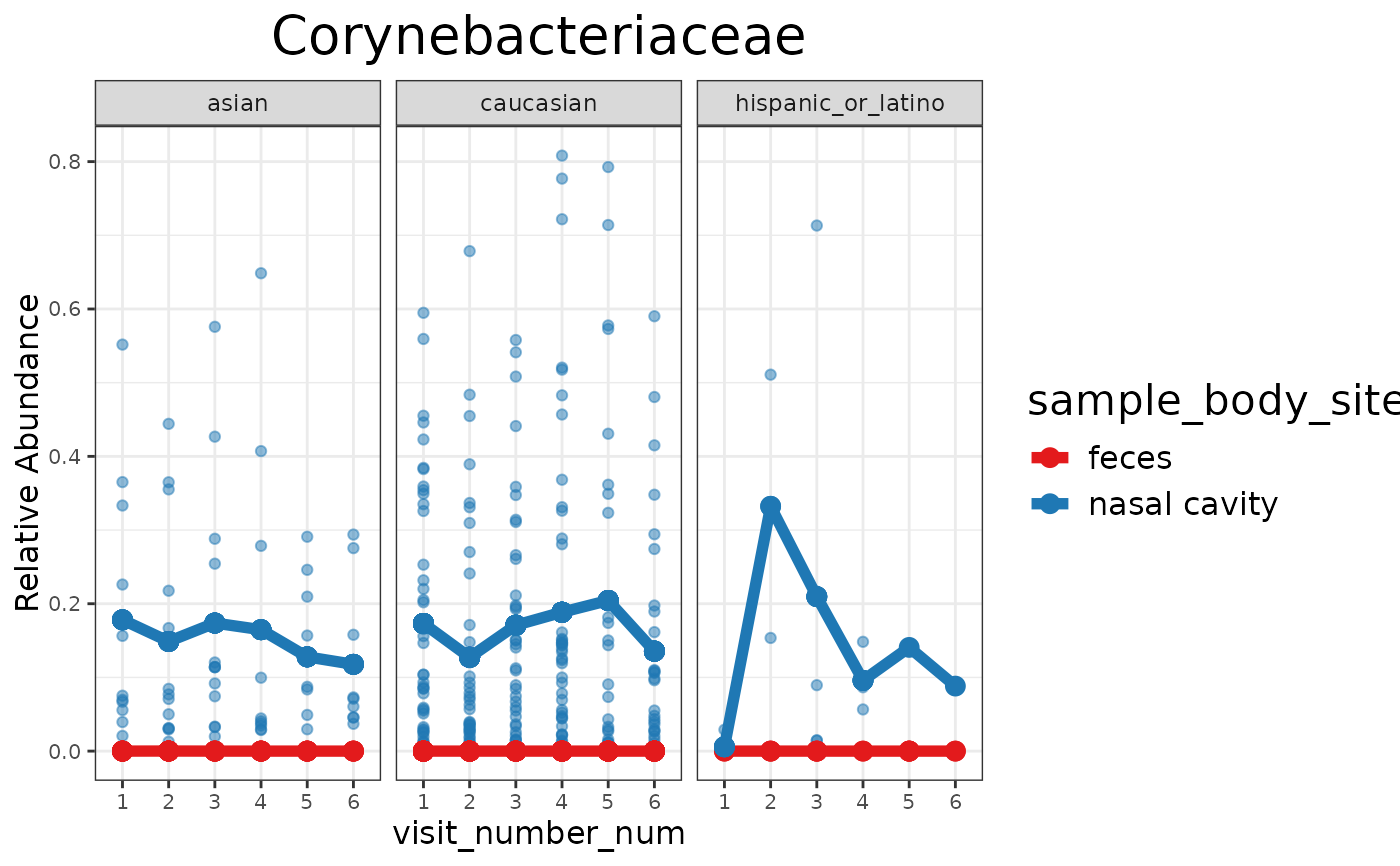 Corynebacteriaceae
asian
caucasian
hispanic_or_latino
Relative Abundance
0.8
0.6
0.4
0.2
0.0
1 2 3 4 5 6
1 2 3 4 5 6
1 2 3 4 5 6
visit_number_num
sample_body_site
feces
nasal cavity